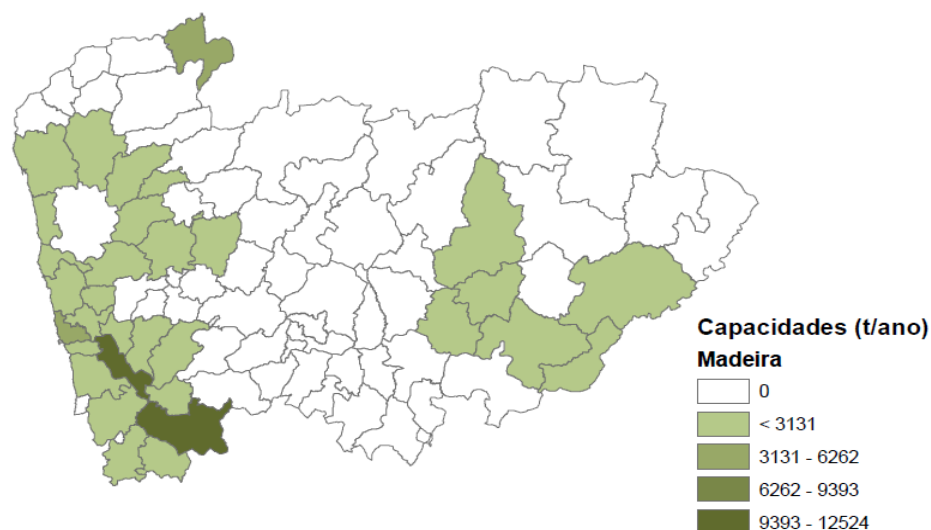 Capacidades (t/ano)
Madeira
0
< 3131
3131 - 6262
6262 - 9393
9393 - 12524